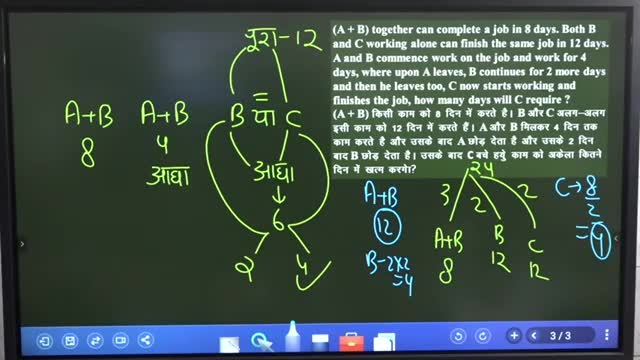 (A + B) together can complete a job in 8 days. Both B
and C working alone can finish the same job in 12 days.
A and B commence work on the job and work for 4
days, where upon A leaves, B continues for 2 more days
and then he leaves too, C now starts working and
finishes the job, how many days will C require ?
(A + B) किसी काम को 8 दिन में करते है। B और C अलग–अलग
इसी काम को 12 दिन में करते हैं। A और B मिलकर 4 दिन तक
काम करते है और उसके बाद A छोड़ देता है और उसके 2 दिन
बाद B छोड़ देता है। उसके बाद C बचे हुये काम को अकेला कितने
दिन में खत्म करगे?
पूरा - 12
A+B
8
A+B
4
आधा
B या C
आधा
6
2
4
A+B
12
B-2x2
=4
24
3
2
2
A+B
8
B
12
C
12
C → 8
2
= 4
3 / 3